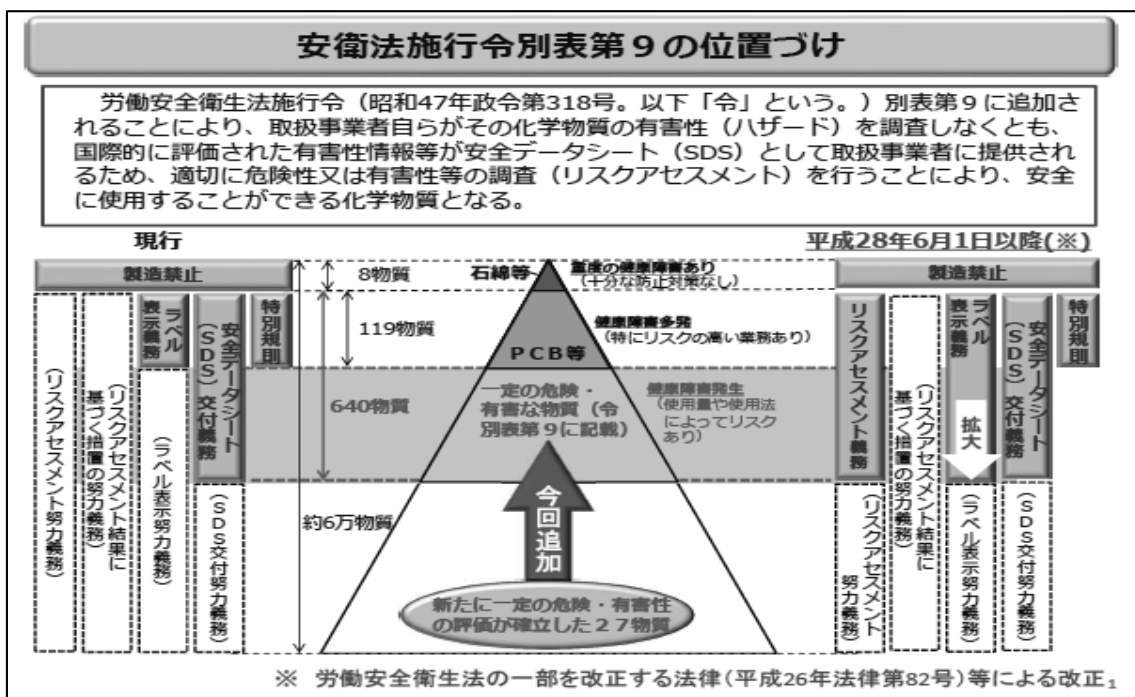 安衛法施行令別表第９の位置づけ
労働安全衛生法施行令（昭和47年政令第318号。以下「令」という。）別表第９に追加さ
れることにより、取扱事業者自らがその化学物質の有害性（ハザード）を調査しなくとも、
国際的に評価された有害性情報等が安全データシート（SDS）として取扱事業者に提供され
るため、適切に危険性又は有害性等の調査（リスクアセスメント）を行うことにより、安全
に使用することができる化学物質となる。
現行
平成28年6月1日以降(※)
製造禁止
（リスクアセスメント努力義務）
（リスクアセスメント結果に
基づく措置の努力義務）
ラベル
表示義務
（ラベル表示努力義務）
安全データシート
（SDS）交付義務
（SDS交付努力義務）
特別規則
8物質
119物質
640物質
約6万物質
石綿等
重度の健康障害あり
（十分な防止対策なし）
PCB等
健康障害多発
（特にリスクの高い業務あり）
一定の危険・
有害な物質（令
別表第９に記載）
健康障害発生
（使用量や使用法
によってリスク
あり）
今回追加
新たに一定の危険・有害性
の評価が確立した２７物質
製造禁止
リスクアセスメント義務
（リスクアセスメント
努力義務）
（リスクアセスメント結果に
基づく措置の努力義務）
ラベル
表示義務
拡大
（ラベル表示努力義務）
安全データシート
（SDS）交付義務
（SDS交付努力義務）
特別規則
※ 労働安全衛生法の一部を改正する法律(平成26年法律第82号)等による改正
1